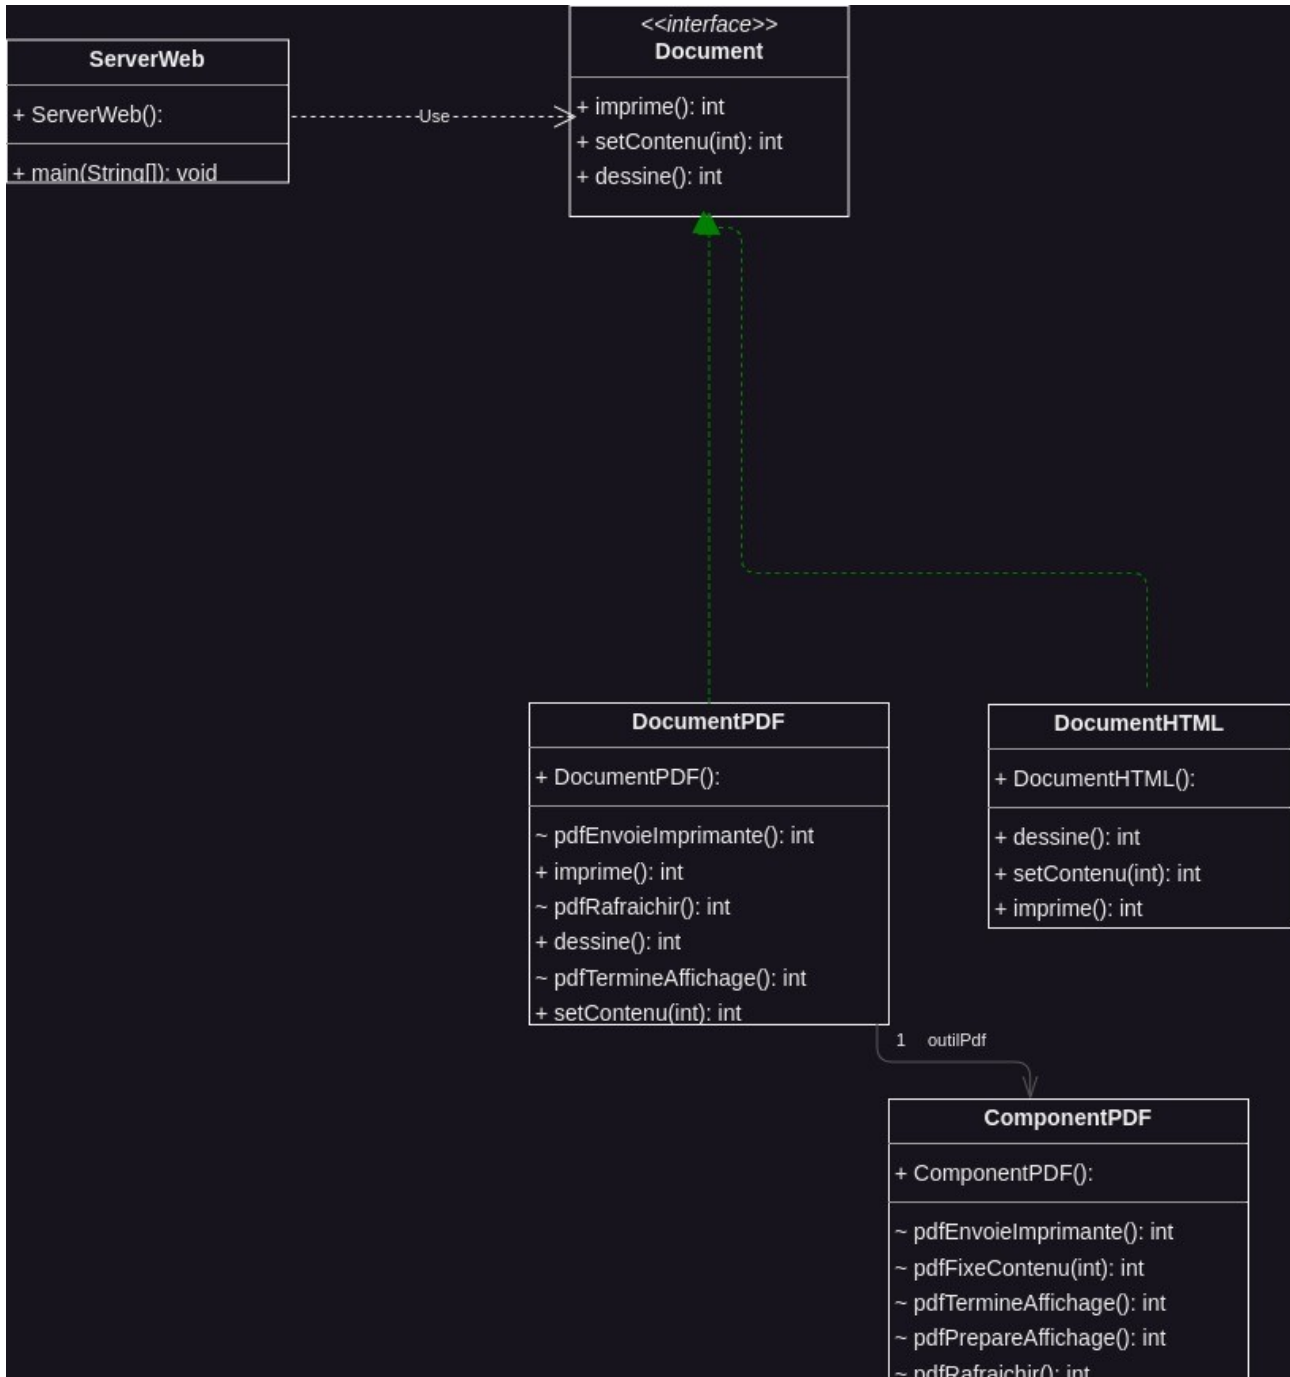 ServerWeb
+ ServerWeb():
+ main(String[]): void
Use
<<interface>>
Document
+ imprime(): int
+ setContenu(int): int
+ dessine(): int
DocumentPDF
+ DocumentPDF():
~ pdfEnvoieImprimante(): int
+ imprime(): int
~ pdfRafraichir(): int
+ dessine(): int
~ pdfTermineAffichage(): int
+ setContenu(int): int
DocumentHTML
+ DocumentHTML():
+ dessine(): int
+ setContenu(int): int
+ imprime(): int
1 outilPdf
ComponentPDF
+ ComponentPDF():
~ pdfEnvoieImprimante(): int
~ pdfFixeContenu(int): int
~ pdfTermineAffichage(): int
~ pdfPrepareAffichage(): int
~ pdfRafraichir(): int